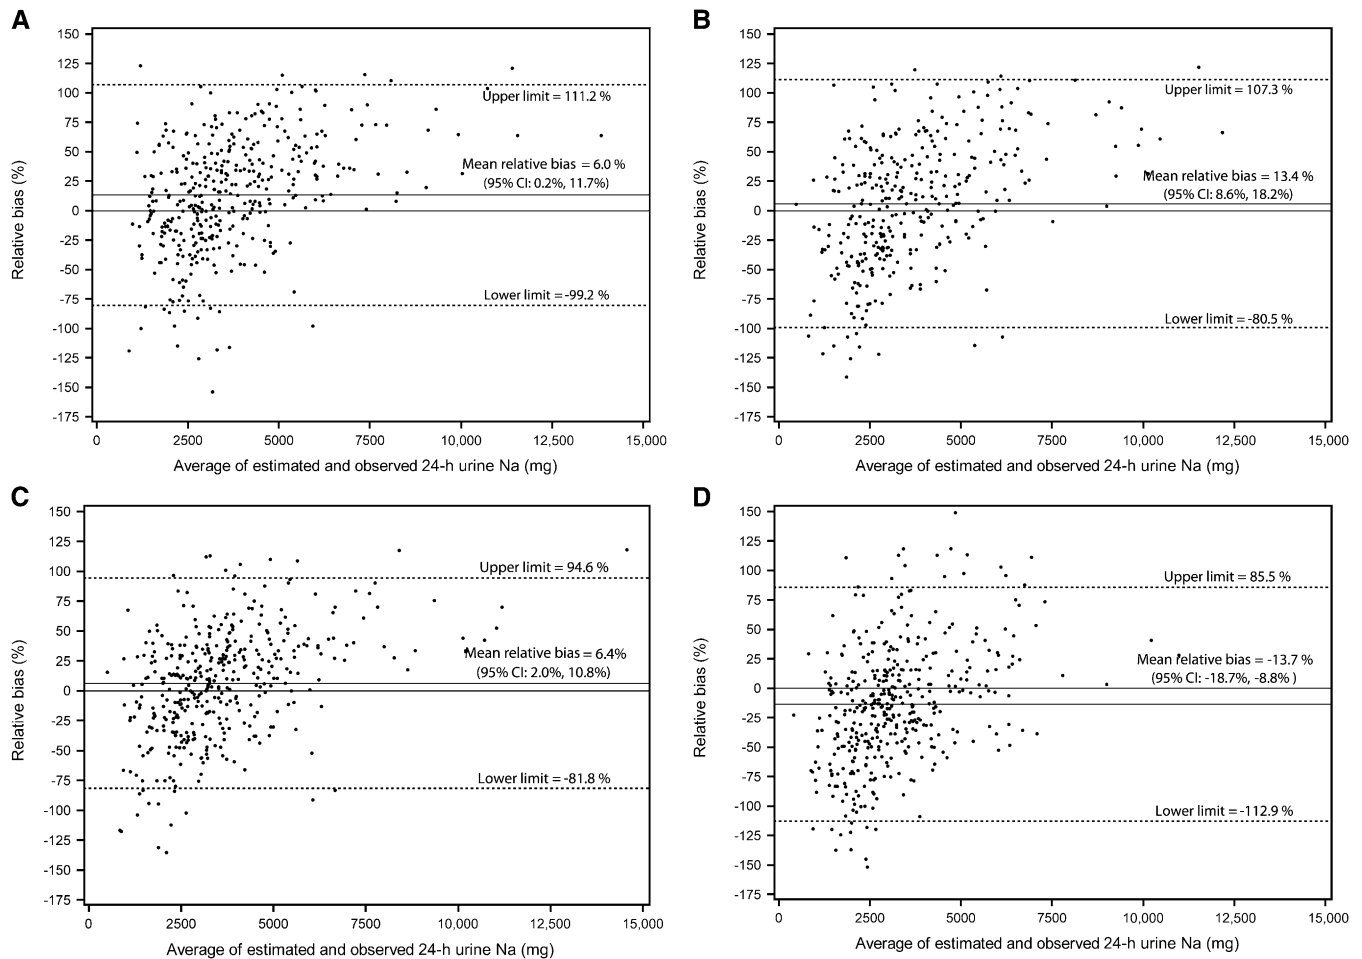 A
150
125
100
75
50
25
0
-25
-50
-75
-100
-125
-150
-175
Relative bias (%)
Upper limit = 111.2 %
Mean relative bias = 6.0 %
(95% CI: 0.2%, 11.7%)
Lower limit = -99.2 %
0 2500 5000 7500 10,000 12,500 15,000
Average of estimated and observed 24-h urine Na (mg)
B
150
125
100
75
50
25
0
-25
-50
-75
-100
-125
-150
-175
Relative bias (%)
Upper limit = 107.3 %
Mean relative bias = 13.4 %
(95% CI: 8.6%, 18.2%)
Lower limit = -80.5 %
0 2500 5000 7500 10,000 12,500 15,000
Average of estimated and observed 24-h urine Na (mg)
C
150
125
100
75
50
25
0
-25
-50
-75
-100
-125
-150
-175
Relative bias (%)
Upper limit = 94.6 %
Mean relative bias = 6.4%
(95% CI: 2.0%, 10.8%)
Lower limit = -81.8 %
0 2500 5000 7500 10,000 12,500 15,000
Average of estimated and observed 24-h urine Na (mg)
D
150
125
100
75
50
25
0
-25
-50
-75
-100
-125
-150
-175
Relative bias (%)
Upper limit = 85.5 %
Mean relative bias = -13.7 %
(95% CI: -18.7%, -8.8% )
Lower limit = -112.9 %
0 2500 5000 7500 10,000 12,500 15,000
Average of estimated and observed 24-h urine Na (mg)